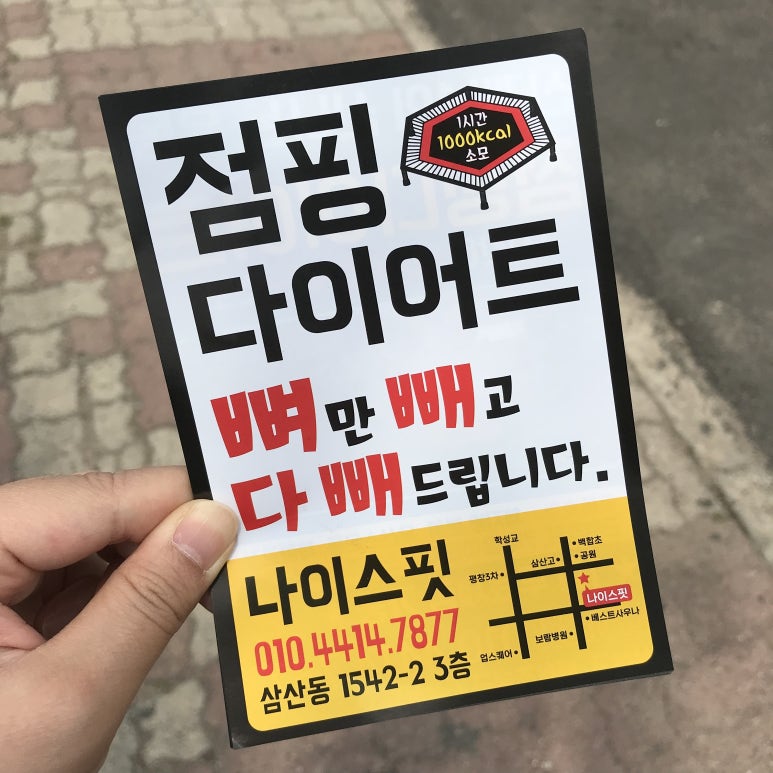 1시간
1000kcal
소모
점핑
다이어트
뼈만 빼고
다 빼드립니다.
나이스핏
010.4414.7877
삼산동 1542-2 3층
학성교
백합초
공원
삼산고
평창3차
나이스핏
베스트사우나
보람병원
업스퀘어